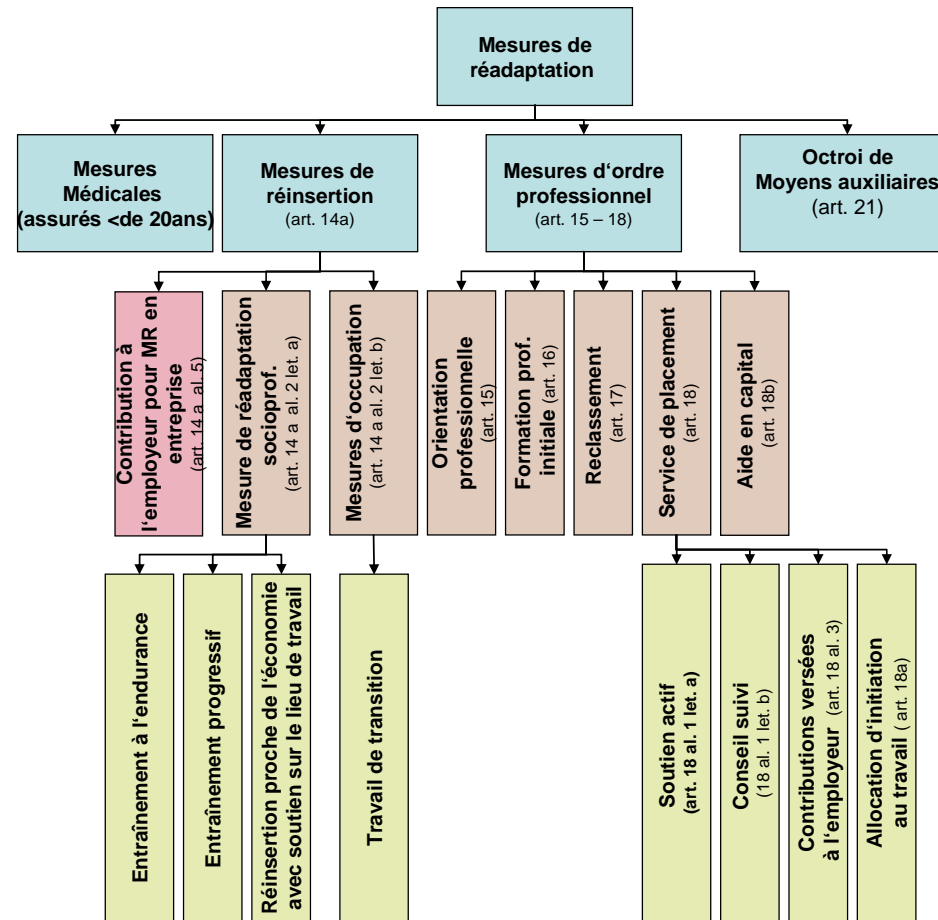 Mesures de
réadaptation
Mesures
Médicales
(assurés <de 20ans)
Mesures de
réinsertion
(art. 14a)
Mesures d‘ordre
professionnel
(art. 15 – 18)
Octroi de
Moyens auxiliaires
(art. 21)
Contribution à
l‘employeur pour MR en
entreprise
(art. 14 a al. 5)
Mesure de réadaptation
socioprof.
(art. 14 a al. 2 let. a)
Mesures d‘occupation
(art. 14 a al. 2 let. b)
Orientation
professionnelle
(art. 15)
Formation prof.
initiale (art. 16)
Reclassement
(art. 17)
Service de placement
(art. 18)
Aide en capital
(art. 18b)
Entraînement à l‘endurance
Entraînement progressif
Réinsertion proche de l‘économie
avec soutien sur le lieu de travail
Travail de transition
Soutien actif
(art. 18 al. 1 let. a)
Conseil suivi
(18 al. 1 let. b)
Contributions versées
à l‘employeur (art. 18 al. 3)
Allocation d‘initiation
au travail ( art. 18a)